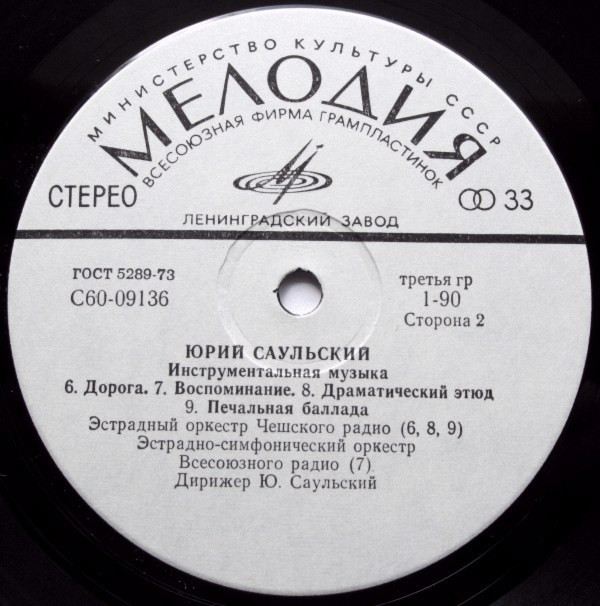 МИНИСТЕРСТВО КУЛЬТУРЫ СССР
МЕЛОДИЯ
ВСЕСОЮЗНАЯ ФИРМА ГРАМПЛАСТИНОК
СТЕРЕО
33
ЛЕНИНГРАДСКИЙ ЗАВОД
ГОСТ 5289-73
С60-09136
третья гр
1-90
Сторона 2
ЮРИЙ САУЛЬСКИЙ
Инструментальная музыка
6. Дорога. 7. Воспоминание. 8. Драматический этюд
9. Печальная баллада
Эстрадный оркестр Чешского радио (6, 8, 9)
Эстрадно-симфонический оркестр
Всесоюзного радио (7)
Дирижер Ю. Саульский